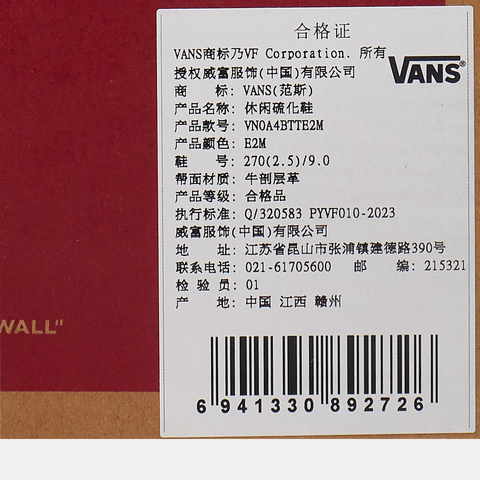 合格证
VANS商标乃VF Corporation. 所有
授权威富服饰(中国)有限公司
VANS®
商 标: VANS(范斯)
产品名称: 休闲硫化鞋
产品款号: VN0A4BTTE2M
产品颜色: E2M
鞋 号: 270(2.5)/9.0
帮面材质: 牛剖层革
产品等级: 合格品
执行标准: Q/320583 PYVF010-2023
威富服饰(中国)有限公司
地 址: 江苏省昆山市张浦镇建德路390号
联系电话: 021-61705600 邮 编: 215321
检 验 员: 01
产 地: 中国 江西 赣州
6 941330 892726
WALL"